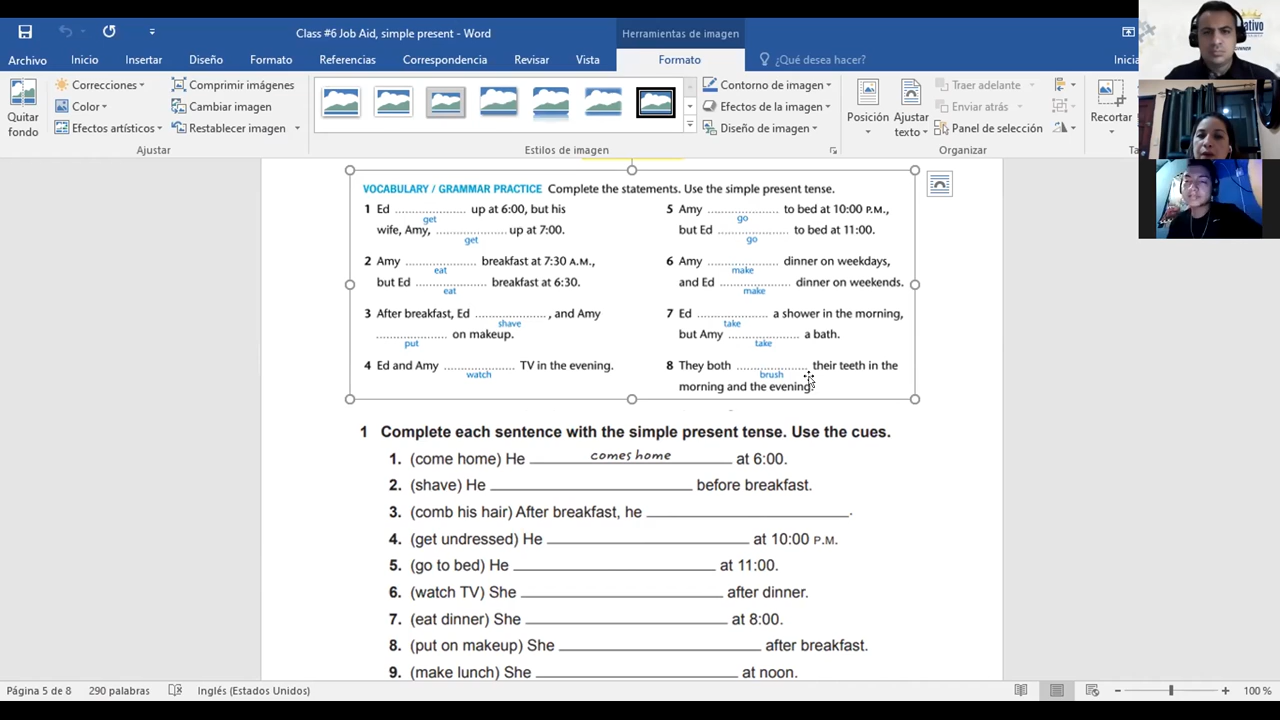 Class #6 Job Aid, simple present - Word
Herramientas de imagen
Archivo Inicio Insertar Diseño Formato Referencias Correspondencia Revisar Vista Formato ¿Qué desea hacer?
Quitar fondo
Correcciones
Color
Efectos artísticos
Comprimir imágenes
Cambiar imagen
Restablecer imagen
Ajustar
Estilos de imagen
Contorno de imagen
Efectos de la imagen
Diseño de imagen
Posición
Ajustar texto
Traer adelante
Enviar atrás
Panel de selección
Organizar
Recortar
VOCABULARY / GRAMMAR PRACTICE Complete the statements. Use the simple present tense.
1 Ed .................. up at 6:00, but his
get
wife, Amy, .................. up at 7:00.
get
2 Amy .................. breakfast at 7:30 A.M.,
eat
but Ed .................. breakfast at 6:30.
eat
3 After breakfast, Ed .................. , and Amy
shave
.................. on makeup.
put
4 Ed and Amy .................. TV in the evening.
watch
5 Amy .................. to bed at 10:00 P.M.,
go
but Ed .................. to bed at 11:00.
go
6 Amy .................. dinner on weekdays,
make
and Ed .................. dinner on weekends.
make
7 Ed .................. a shower in the morning,
take
but Amy .................. a bath.
take
8 They both .................. their teeth in the
brush
morning and the evening.
1 Complete each sentence with the simple present tense. Use the cues.
1. (come home) He comes home at 6:00.
2. (shave) He ____________ before breakfast.
3. (comb his hair) After breakfast, he ____________.
4. (get undressed) He ____________ at 10:00 P.M.
5. (go to bed) He ____________ at 11:00.
6. (watch TV) She ____________ after dinner.
7. (eat dinner) She ____________ at 8:00.
8. (put on makeup) She ____________ after breakfast.
9. (make lunch) She ____________ at noon.
Página 5 de 8 290 palabras Inglés (Estados Unidos) 100 %